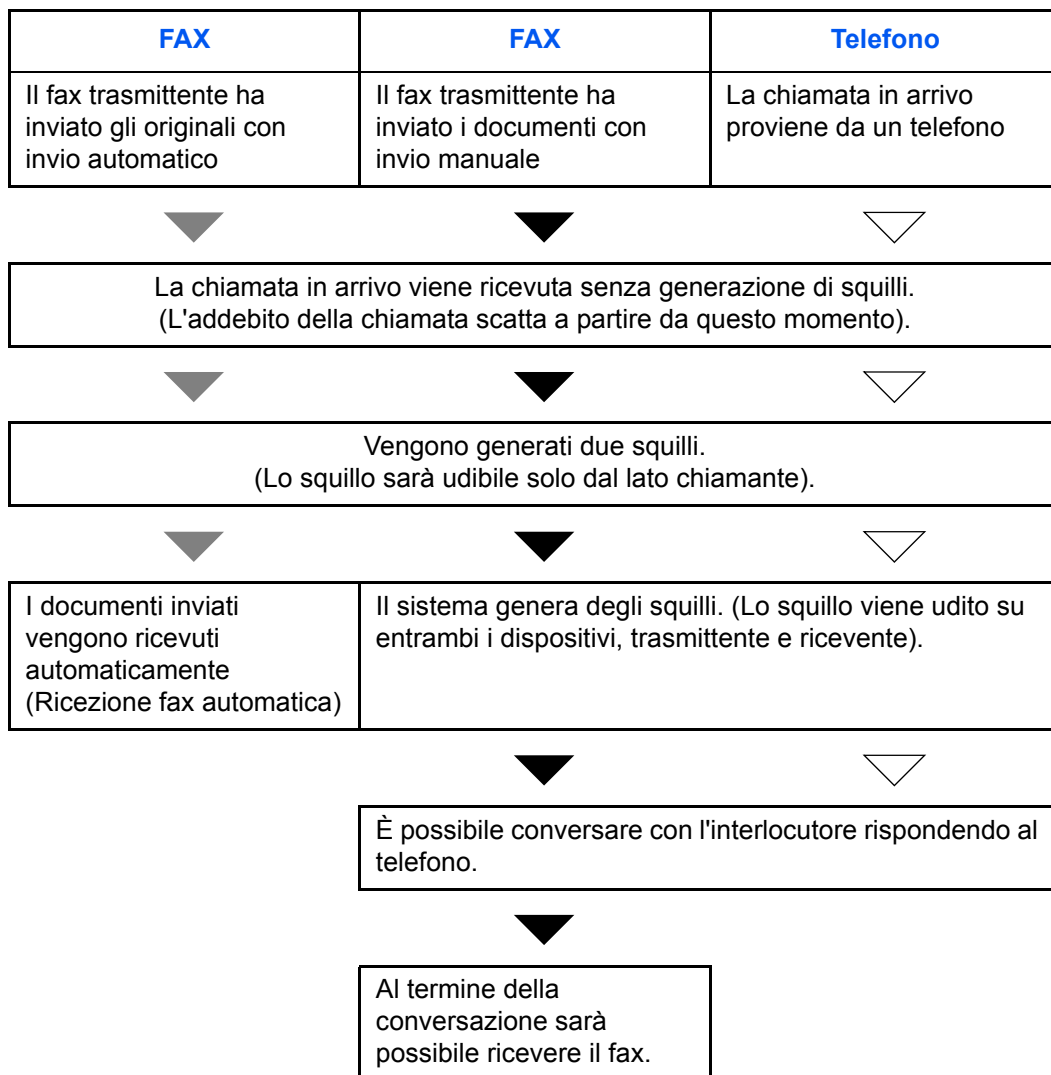 FAX
FAX
Telefono
Il fax trasmittente ha
inviato gli originali con
invio automatico
Il fax trasmittente ha
inviato i documenti con
invio manuale
La chiamata in arrivo
proviene da un telefono
La chiamata in arrivo viene ricevuta senza generazione di squilli.
(L'addebito della chiamata scatta a partire da questo momento).
Vengono generati due squilli.
(Lo squillo sarà udibile solo dal lato chiamante).
I documenti inviati
vengono ricevuti
automaticamente
(Ricezione fax automatica)
Il sistema genera degli squilli. (Lo squillo viene udito su
entrambi i dispositivi, trasmittente e ricevente).
È possibile conversare con l'interlocutore rispondendo al
telefono.
Al termine della
conversazione sarà
possibile ricevere il fax.